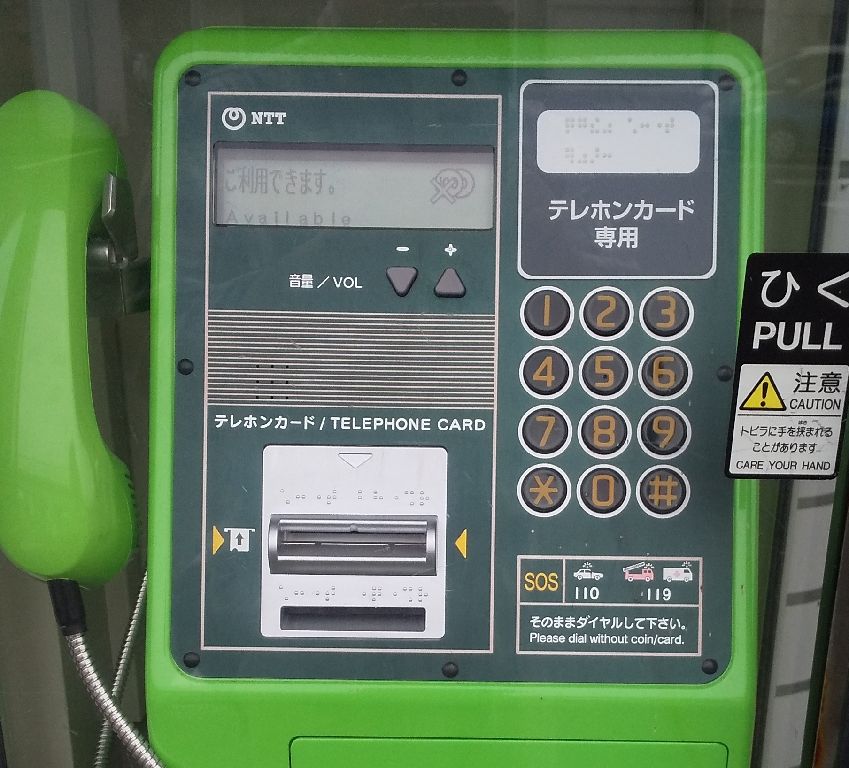 NTT
ご利用できます。
Available
音量／VOL
－ ＋
テレホンカード / TELEPHONE CARD
テレホンカード
専用
1 2 3
4 5 6
7 8 9
* 0 #
SOS 110 119
そのままダイヤルして下さい。
Please dial without coin/card.
ひく
PULL
注意
CAUTION
トビラに手を挟まれる
ことがあります
CARE YOUR HAND